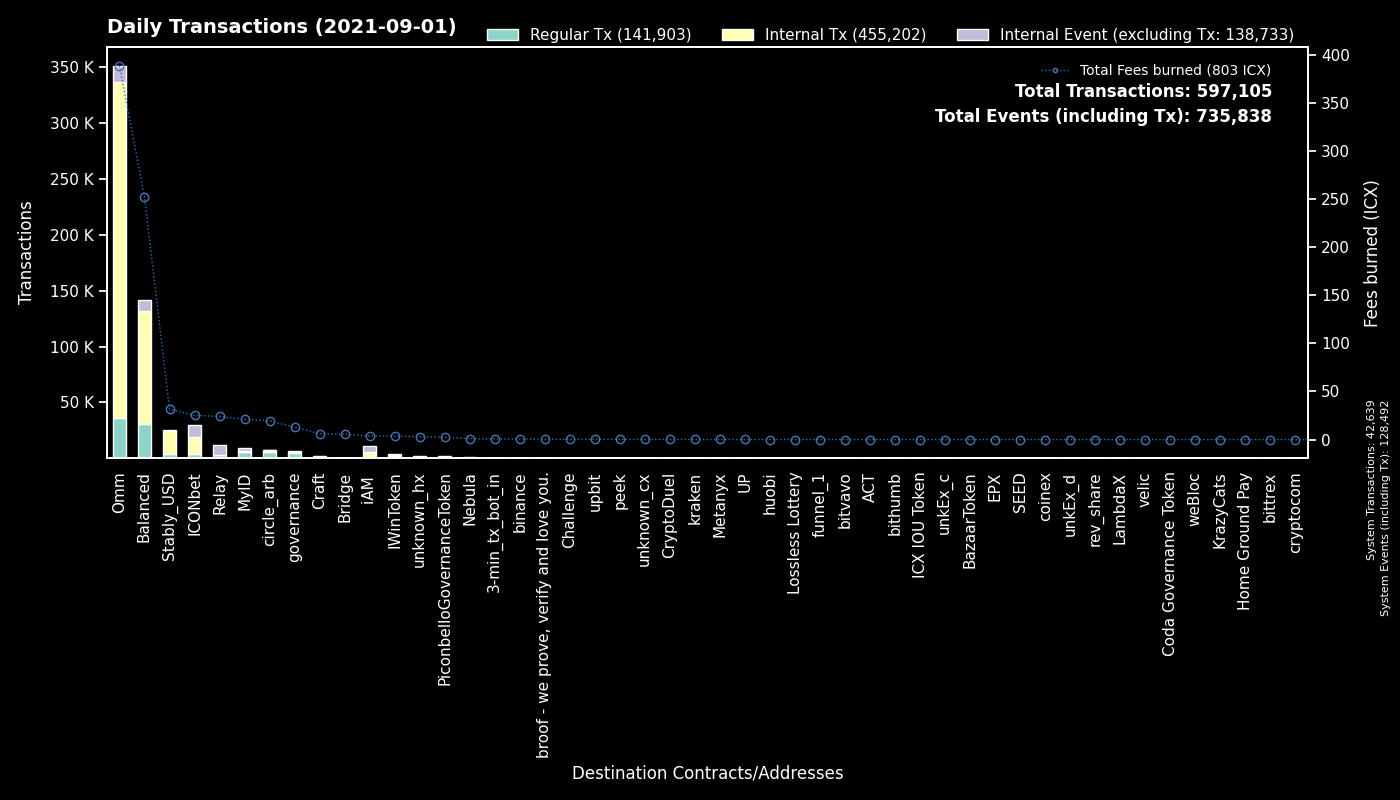 Daily Transactions (2021-09-01)
Regular Tx (141,903)
Internal Tx (455,202)
Internal Event (excluding Tx: 138,733)
Total Fees burned (803 ICX)
Total Transactions: 597,105
Total Events (including Tx): 735,838
Transactions
350 K
300 K
250 K
200 K
150 K
100 K
50 K
400
350
300
250
200
150
100
50
0
Fees burned (ICX)
System Transactions: 42,639
System Events (including Tx): 128,492
Omm
Balanced
Stably_USD
ICONbet
Relay
MyID
circle_arb
governance
Craft
Bridge
iAM
IWinToken
unknown_hx
PiconbelloGovernanceToken
Nebula
3-min_tx_bot_in
binance
broof - we prove, verify and love you.
Challenge
upbit
peek
unknown_cx
CryptoDuel
kraken
Metanyx
UP
huobi
Lossless Lottery
funnel_1
bitvavo
ACT
bithumb
ICX IOU Token
unkEx_c
BazaarToken
EPX
SEED
coinex
unkEx_d
rev_share
LambdaX
velic
Coda Governance Token
weBloc
KrazyCats
Home Ground Pay
bittrex
cryptocom
Destination Contracts/Addresses